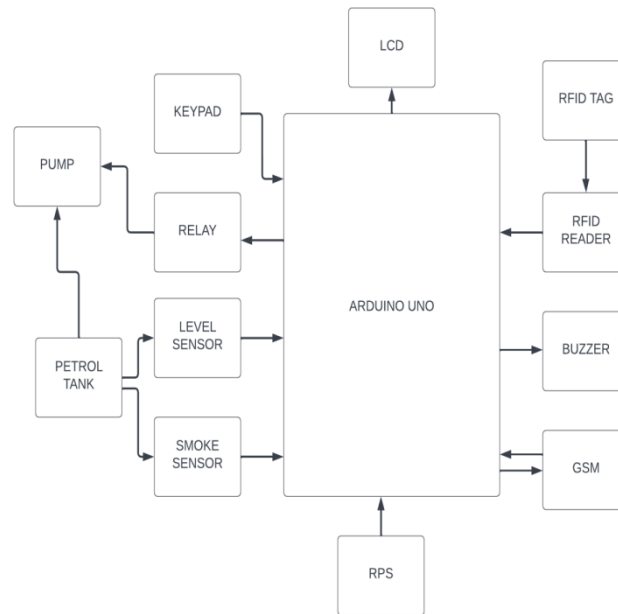 LCD
KEYPAD
RFID TAG
PUMP
RELAY
RFID
READER
ARDUINO UNO
LEVEL
SENSOR
BUZZER
PETROL
TANK
SMOKE
SENSOR
GSM
RPS